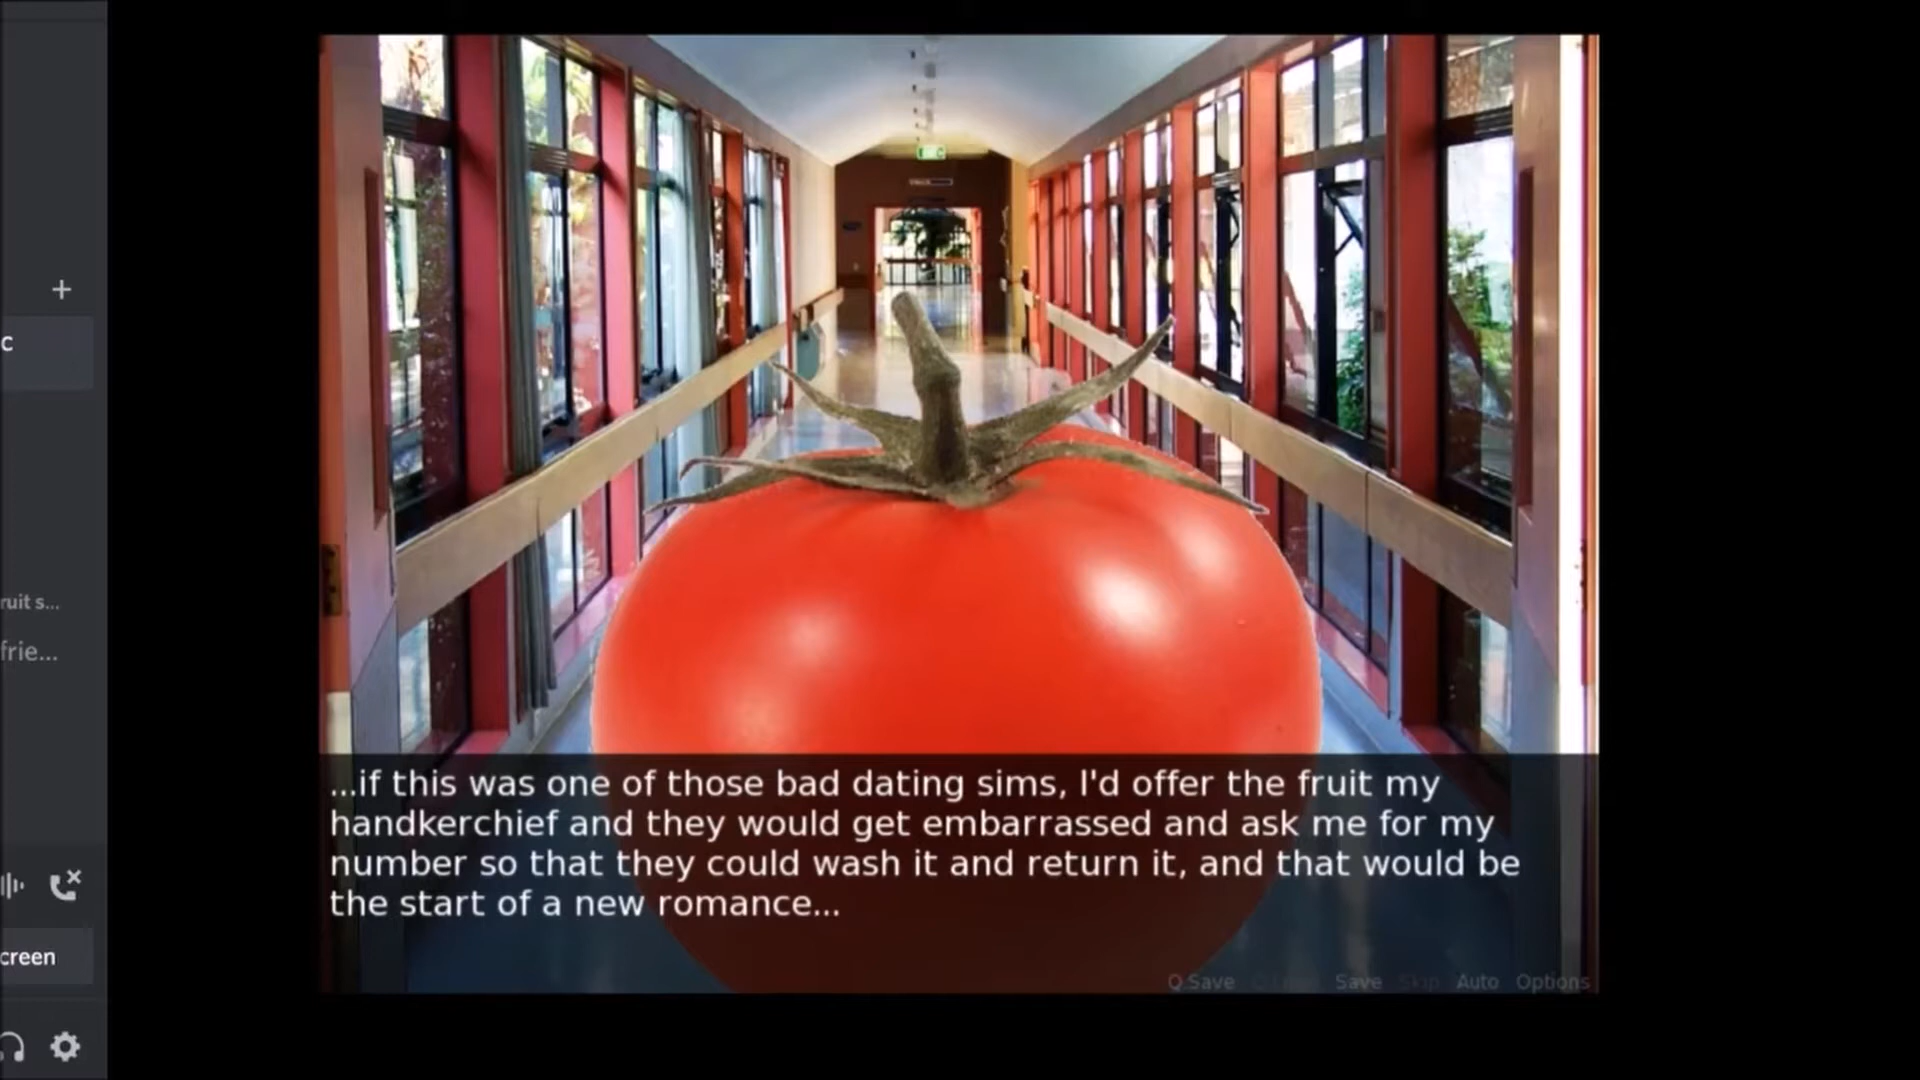 c
ruit s...
frie...
creen
...if this was one of those bad dating sims, I'd offer the fruit my
handkerchief and they would get embarrassed and ask me for my
number so that they could wash it and return it, and that would be
the start of a new romance...
Q.Save Save Skip Auto Options